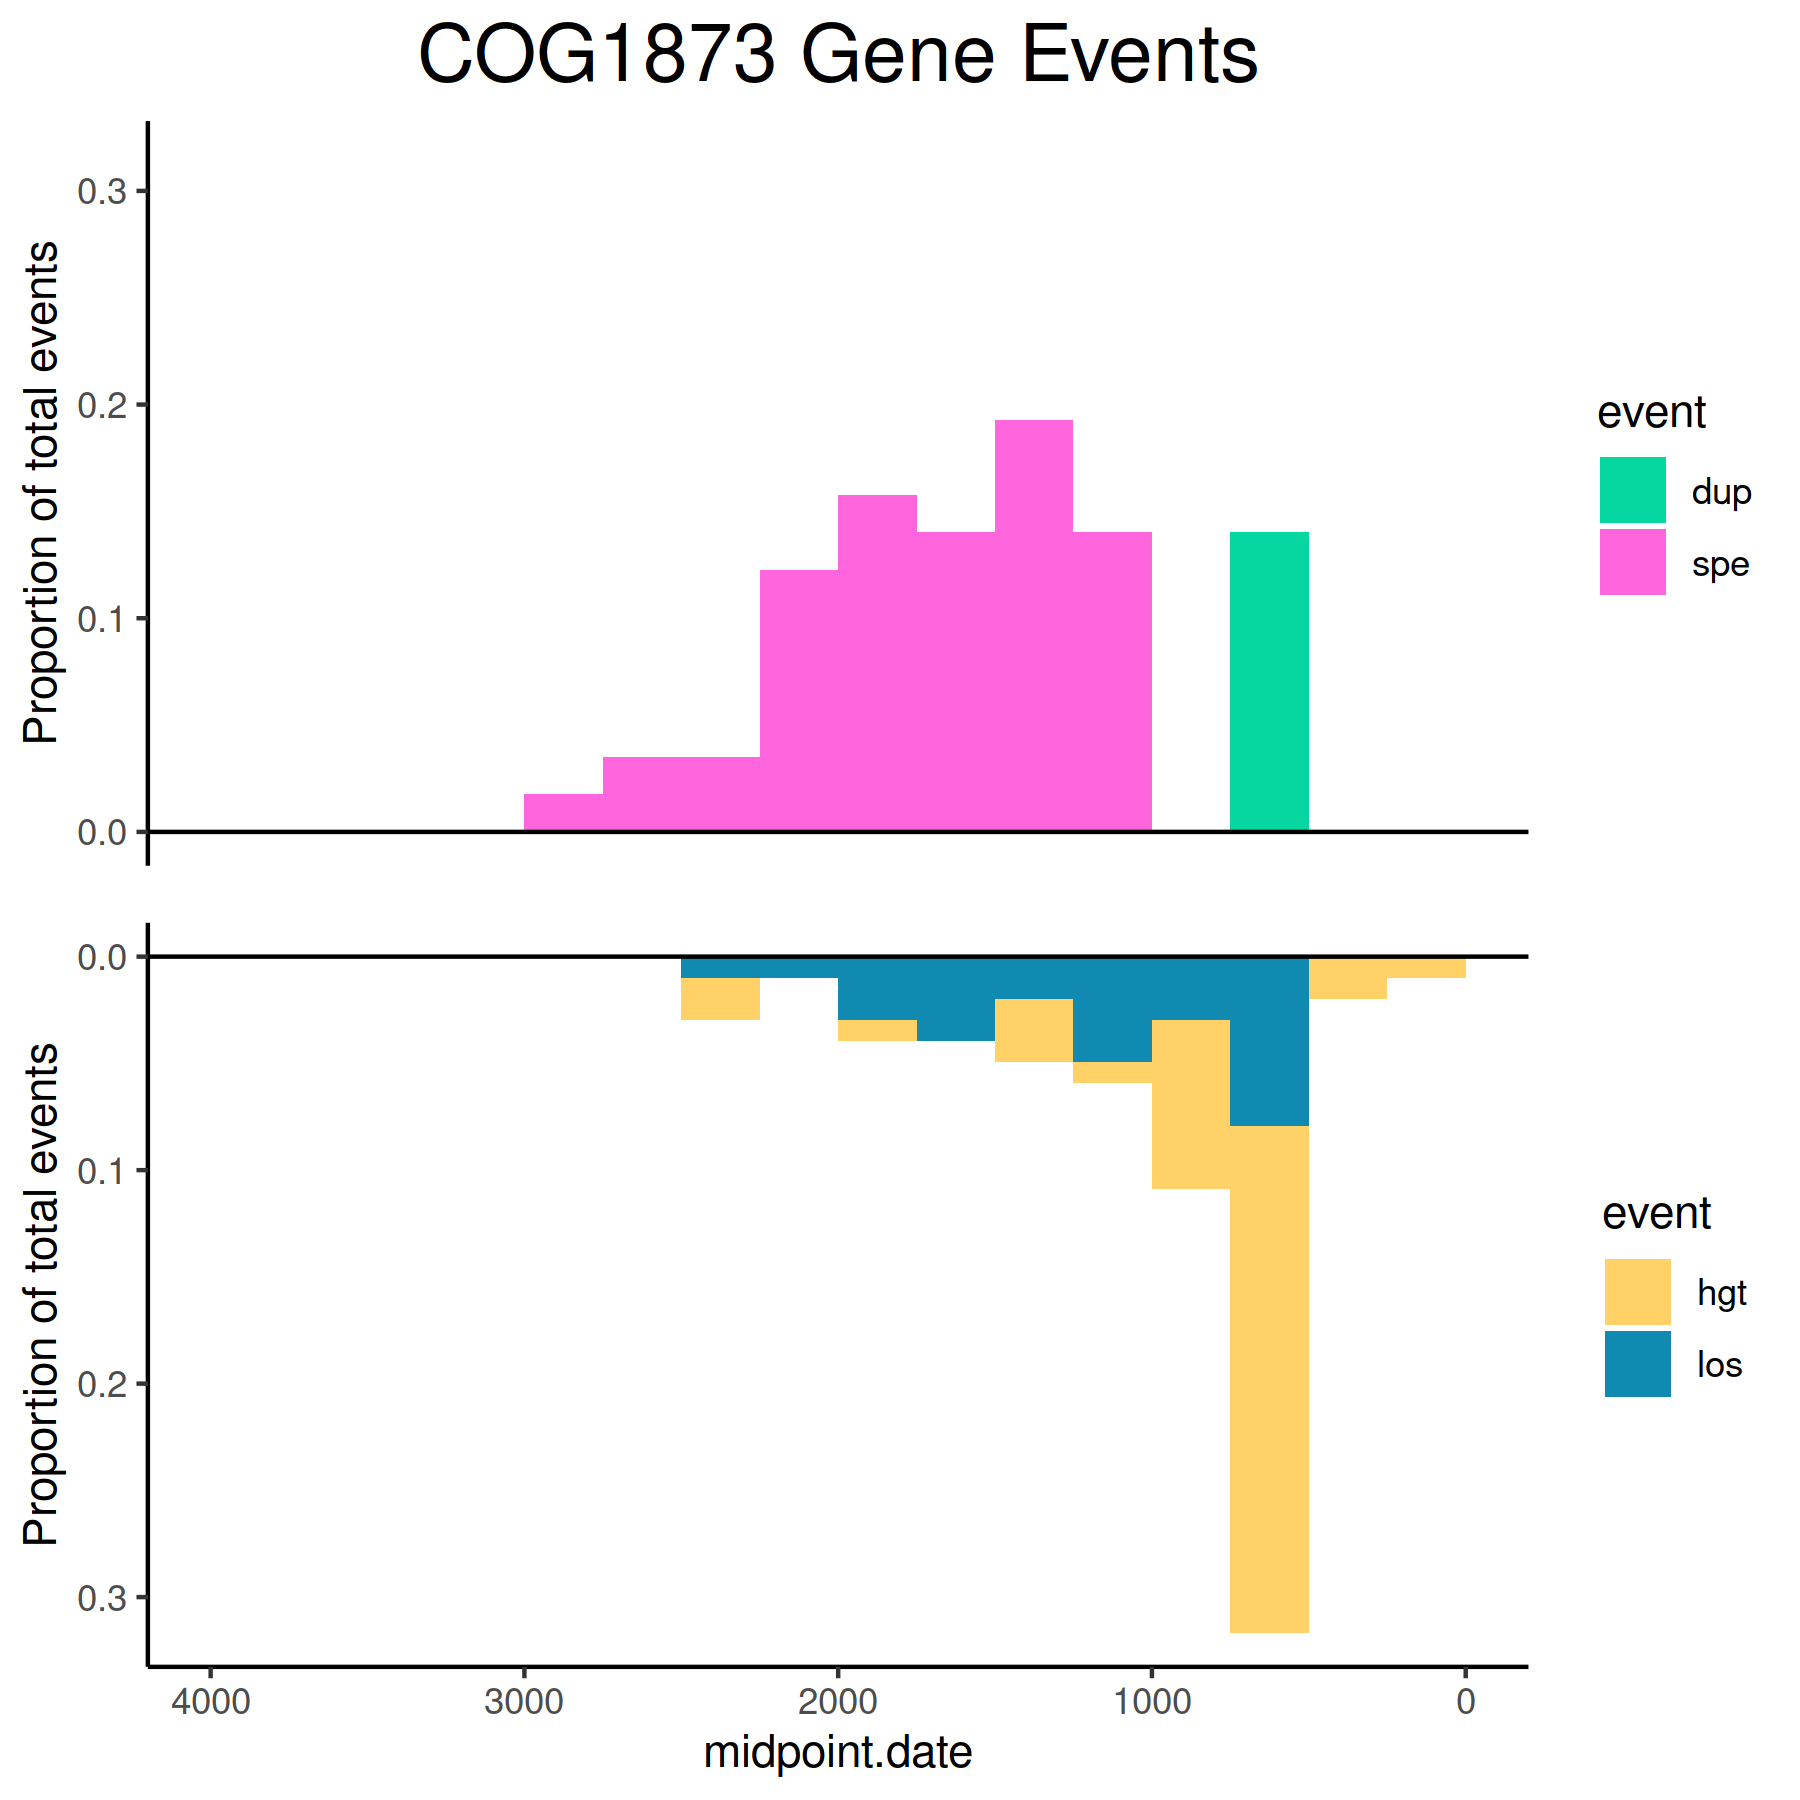 COG1873 Gene Events
Proportion of total events
0.3
0.2
0.1
0.0
event
dup
spe
Proportion of total events
0.0
0.1
0.2
0.3
event
hgt
los
4000 3000 2000 1000 0
midpoint.date